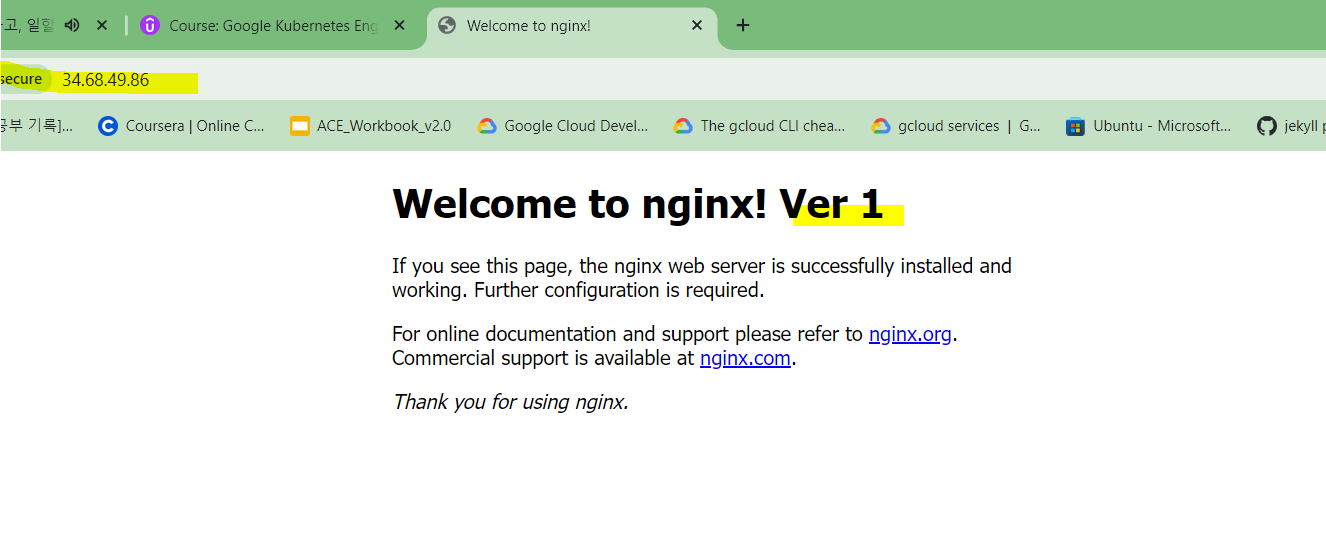 고, 일할
Course: Google Kubernetes Eng
Welcome to nginx!
secure 34.68.49.86
공부 기록]...
Coursera | Online C...
ACE_Workbook_v2.0
Google Cloud Devel...
The gcloud CLI chea...
gcloud services | G...
Ubuntu - Microsoft...
jekyll
Welcome to nginx! Ver 1
If you see this page, the nginx web server is successfully installed and
working. Further configuration is required.
For online documentation and support please refer to nginx.org.
Commercial support is available at nginx.com.
Thank you for using nginx.